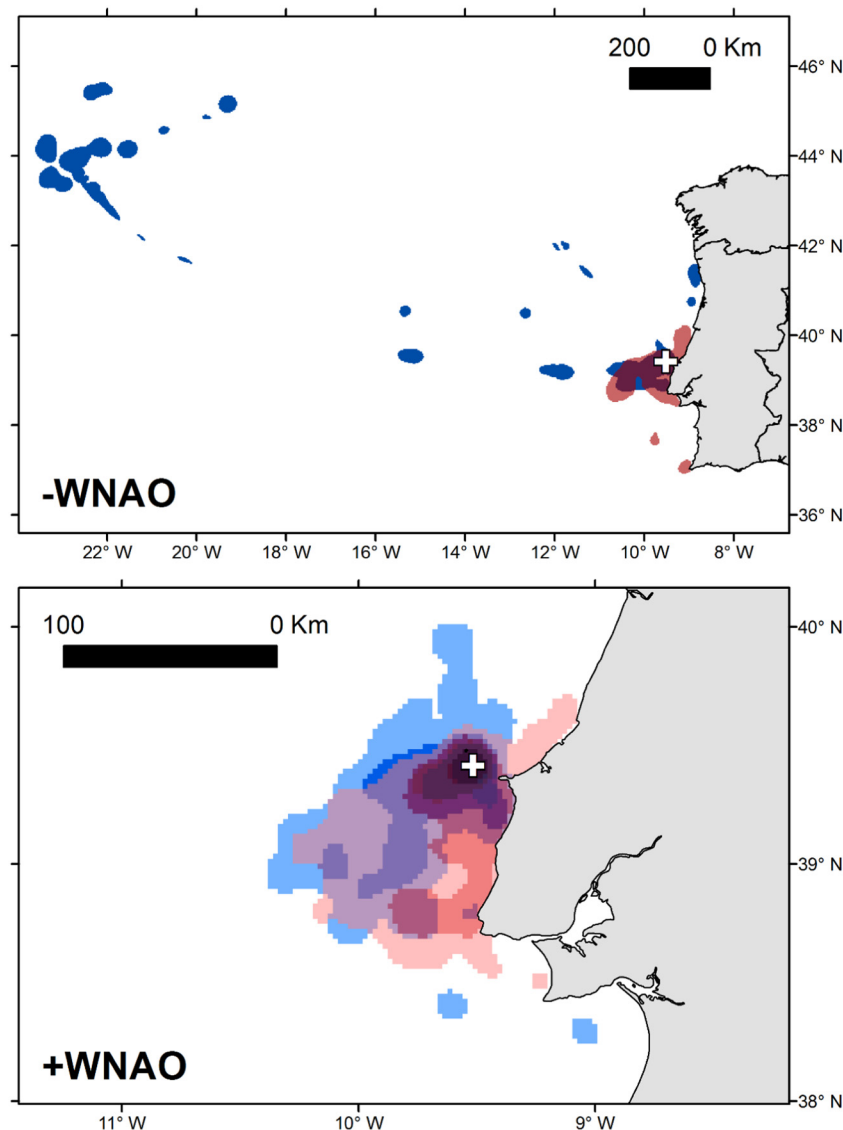 200 0 Km
46° N
44° N
42° N
40° N
38° N
36° N
-WNAO
22° W 20° W 18° W 16° W 14° W 12° W 10° W 8° W
100 0 Km
40° N
39° N
+WNAO
38° N
11° W 10° W 9° W